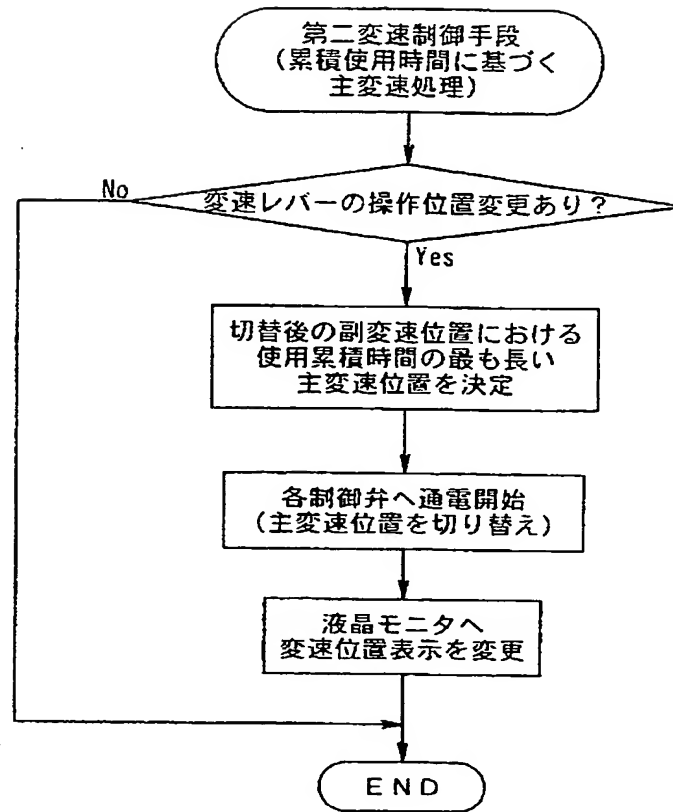 第二変速制御手段
(累積使用時間に基づく
主変速処理)
No
変速レバーの操作位置変更あり?
Yes
切替後の副変速位置における
使用累積時間の最も長い
主変速位置を決定
各制御弁へ通電開始
(主変速位置を切り替え)
液晶モニタへ
変速位置表示を変更
END